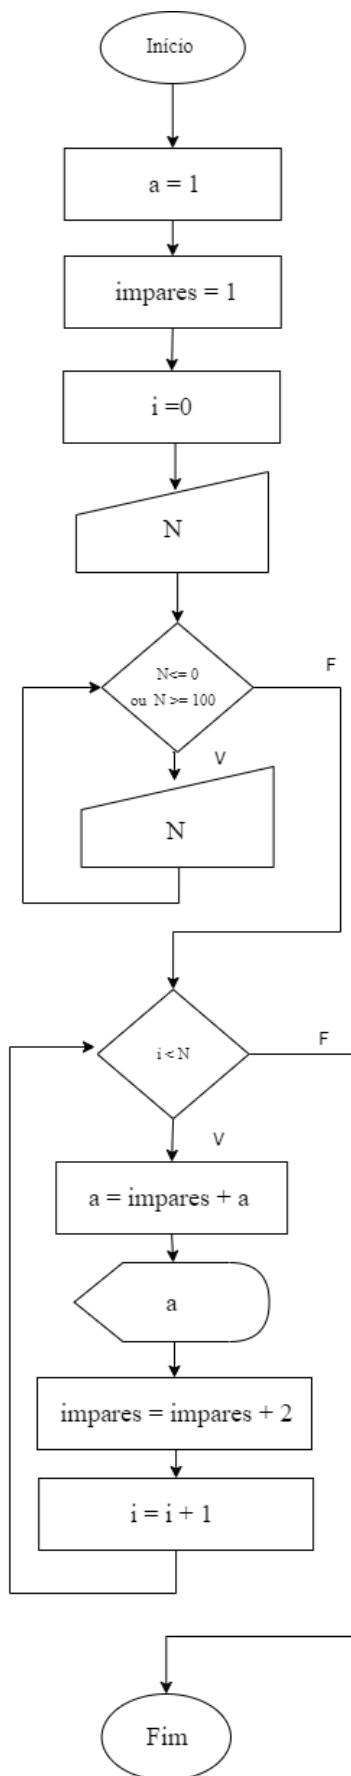 Início
a = 1
impares = 1
i =0
N
N<= 0
ou N >= 100
F
V
N
i < N
F
V
a = impares + a
a
impares = impares + 2
i = i + 1
Fim